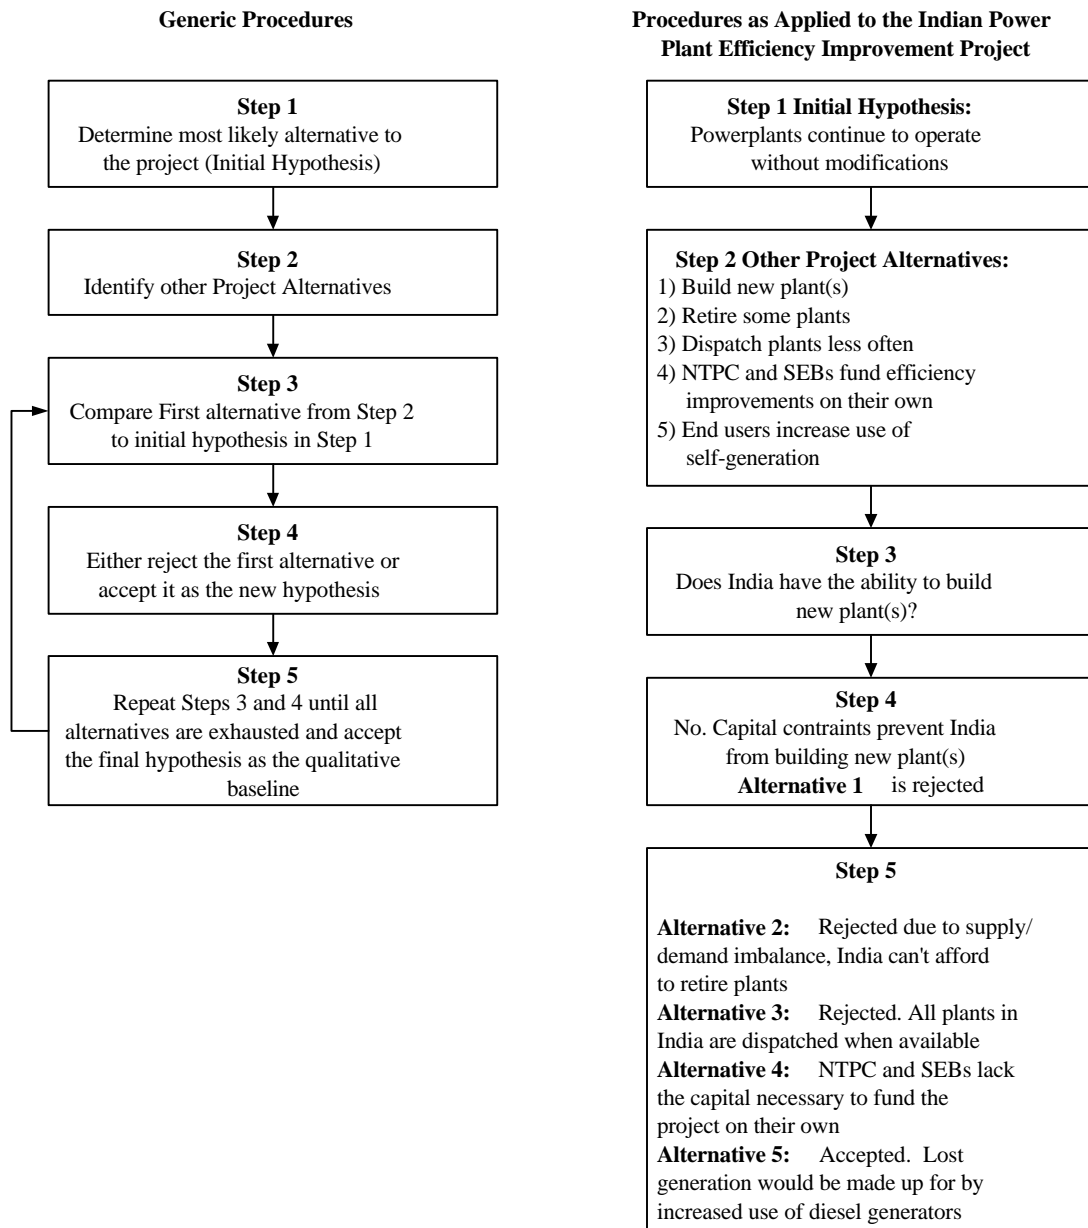 Generic Procedures
Step 1
Determine most likely alternative to
the project (Initial Hypothesis)
Step 2
Identify other Project Alternatives
Step 3
Compare First alternative from Step 2
to initial hypothesis in Step 1
Step 4
Either reject the first alternative or
accept it as the new hypothesis
Step 5
Repeat Steps 3 and 4 until all
alternatives are exhausted and accept
the final hypothesis as the qualitative
baseline
Procedures as Applied to the Indian Power
Plant Efficiency Improvement Project
Step 1 Initial Hypothesis:
Powerplants continue to operate
without modifications
Step 2 Other Project Alternatives:
1) Build new plant(s)
2) Retire some plants
3) Dispatch plants less often
4) NTPC and SEBs fund efficiency
improvements on their own
5) End users increase use of
self-generation
Step 3
Does India have the ability to build
new plant(s)?
Step 4
No. Capital contraints prevent India
from building new plant(s)
Alternative 1 is rejected
Step 5
Alternative 2: Rejected due to supply/
demand imbalance, India can't afford
to retire plants
Alternative 3: Rejected. All plants in
India are dispatched when available
Alternative 4: NTPC and SEBs lack
the capital necessary to fund the
project on their own
Alternative 5: Accepted. Lost
generation would be made up for by
increased use of diesel generators